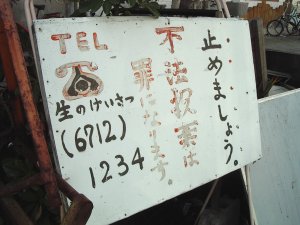 止めましょう。
不法投棄は
罪になります。
TEL
生のけいさつ
(6712)
1234